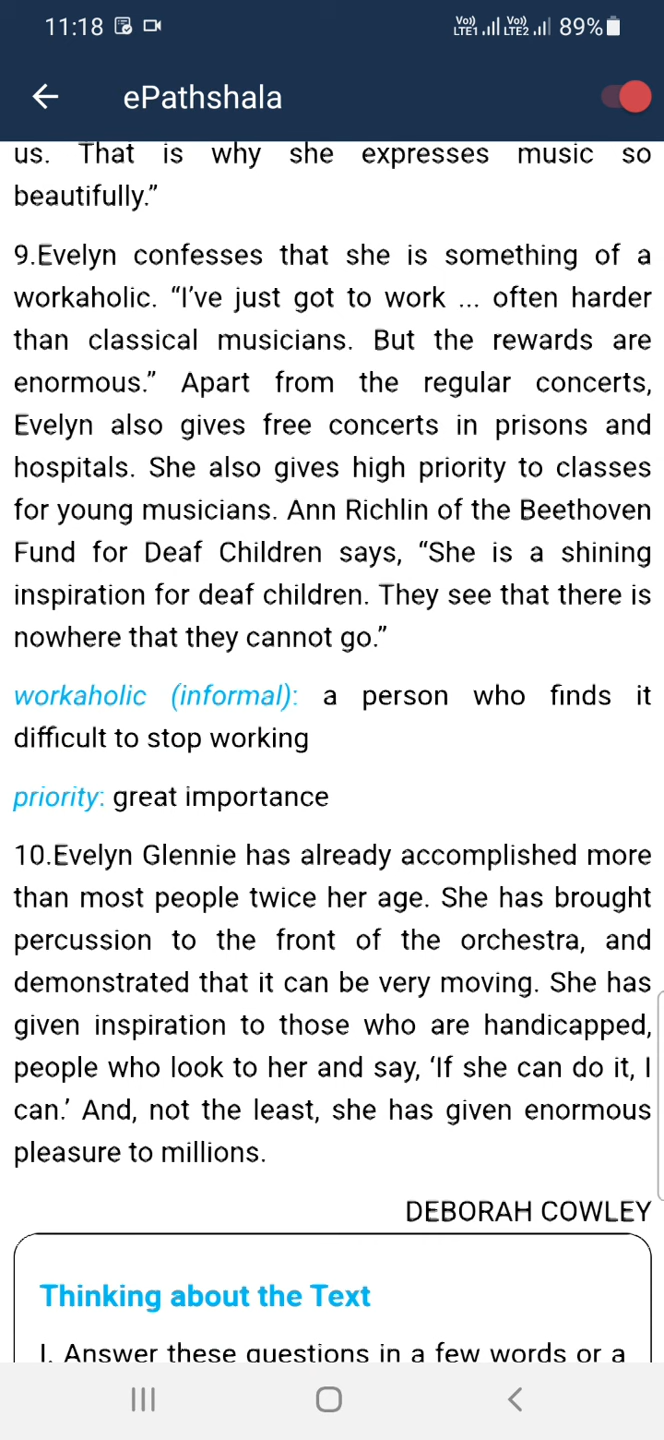 11:18 Vo)) LTE1 Vo)) LTE2 89%
ePathshala
us. That is why she expresses music so
beautifully.”
9.Evelyn confesses that she is something of a
workaholic. “I’ve just got to work ... often harder
than classical musicians. But the rewards are
enormous.” Apart from the regular concerts,
Evelyn also gives free concerts in prisons and
hospitals. She also gives high priority to classes
for young musicians. Ann Richlin of the Beethoven
Fund for Deaf Children says, “She is a shining
inspiration for deaf children. They see that there is
nowhere that they cannot go.”
workaholic (informal): a person who finds it
difficult to stop working
priority: great importance
10.Evelyn Glennie has already accomplished more
than most people twice her age. She has brought
percussion to the front of the orchestra, and
demonstrated that it can be very moving. She has
given inspiration to those who are handicapped,
people who look to her and say, ‘If she can do it, I
can.’ And, not the least, she has given enormous
pleasure to millions.
DEBORAH COWLEY
Thinking about the Text
I. Answer these questions in a few words or a